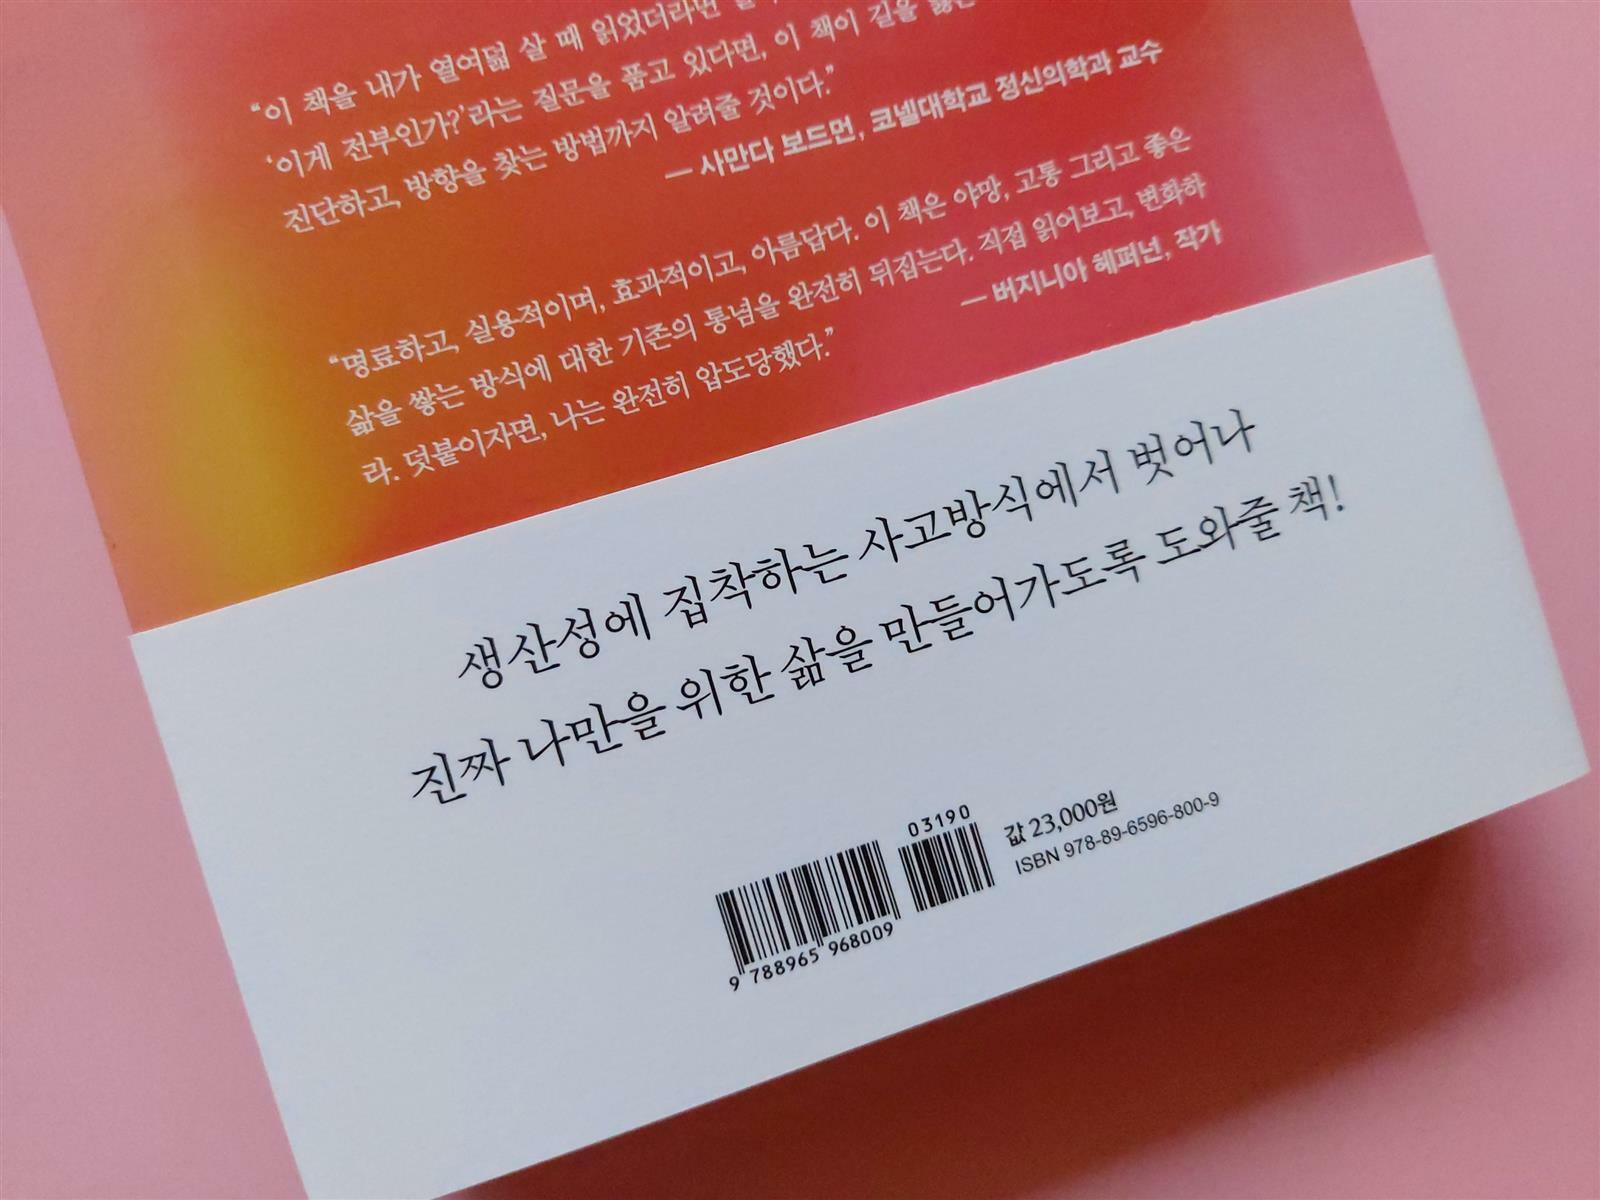 “이 책을 내가 열여덟 살 때 읽었더라면
‘이게 전부인가?’라는 질문을 품고 있다면, 이 책이 길을
진단하고, 방향을 찾는 방법까지 알려줄 것이다.”
— 사만다 보드먼, 코넬대학교 정신의학과 교수
“명료하고, 실용적이며, 효과적이고, 아름답다. 이 책은 야망, 고통 그리고 좋은
삶을 쌓는 방식에 대한 기존의 통념을 완전히 뒤집는다. 직접 읽어보고, 변화하
라. 덧붙이자면, 나는 완전히 압도당했다.”
— 버지니아 헤퍼넌, 작가
생산성에 집착하는 사고방식에서 벗어나
진짜 나만을 위한 삶을 만들어가도록 도와줄 책!
03190
값 23,000원
ISBN 978-89-6596-800-9
9 788965 968009